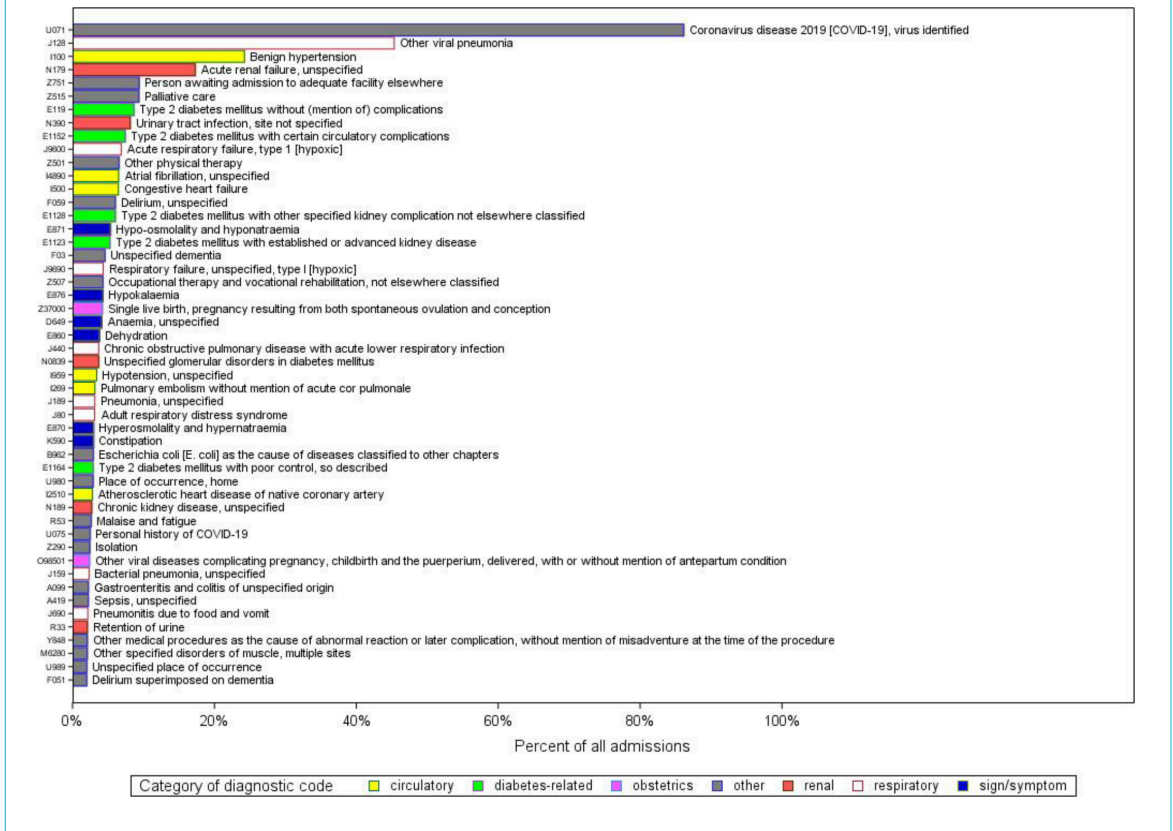 U071 Coronavirus disease 2019 [COVID-19], virus identified
J128 Other viral pneumonia
I100 Benign hypertension
N179 Acute renal failure, unspecified
Z751 Person awaiting admission to adequate facility elsewhere
Z515 Palliative care
E119 Type 2 diabetes mellitus without (mention of) complications
N390 Urinary tract infection, site not specified
E1152 Type 2 diabetes mellitus with certain circulatory complications
J9600 Acute respiratory failure, type 1 [hypoxic]
Z501 Other physical therapy
I4890 Atrial fibrillation, unspecified
I500 Congestive heart failure
F059 Delirium, unspecified
E1128 Type 2 diabetes mellitus with other specified kidney complication not elsewhere classified
E871 Hypo-osmolality and hyponatraemia
E1123 Type 2 diabetes mellitus with established or advanced kidney disease
F03 Unspecified dementia
J9690 Respiratory failure, unspecified, type I [hypoxic]
Z507 Occupational therapy and vocational rehabilitation, not elsewhere classified
E876 Hypokalaemia
Z37000 Single live birth, pregnancy resulting from both spontaneous ovulation and conception
D649 Anaemia, unspecified
E860 Dehydration
J440 Chronic obstructive pulmonary disease with acute lower respiratory infection
N0839 Unspecified glomerular disorders in diabetes mellitus
I959 Hypotension, unspecified
I269 Pulmonary embolism without mention of acute cor pulmonale
J189 Pneumonia, unspecified
J80 Adult respiratory distress syndrome
E870 Hyperosmolality and hypernatraemia
K590 Constipation
B962 Escherichia coli [E. coli] as the cause of diseases classified to other chapters
E1164 Type 2 diabetes mellitus with poor control, so described
U980 Place of occurrence, home
I2510 Atherosclerotic heart disease of native coronary artery
N189 Chronic kidney disease, unspecified
R53 Malaise and fatigue
U075 Personal history of COVID-19
Z290 Isolation
O98501 Other viral diseases complicating pregnancy, childbirth and the puerperium, delivered, with or without mention of antepartum condition
J159 Bacterial pneumonia, unspecified
A099 Gastroenteritis and colitis of unspecified origin
A419 Sepsis, unspecified
J690 Pneumonitis due to food and vomit
R33 Retention of urine
Y848 Other medical procedures as the cause of abnormal reaction or later complication, without mention of misadventure at the time of the procedure
M6280 Other specified disorders of muscle, multiple sites
U989 Unspecified place of occurrence
F051 Delirium superimposed on dementia
0% 20% 40% 60% 80% 100%
Percent of all admissions
Category of diagnostic code circulatory diabetes-related obstetrics other renal respiratory sign/symptom